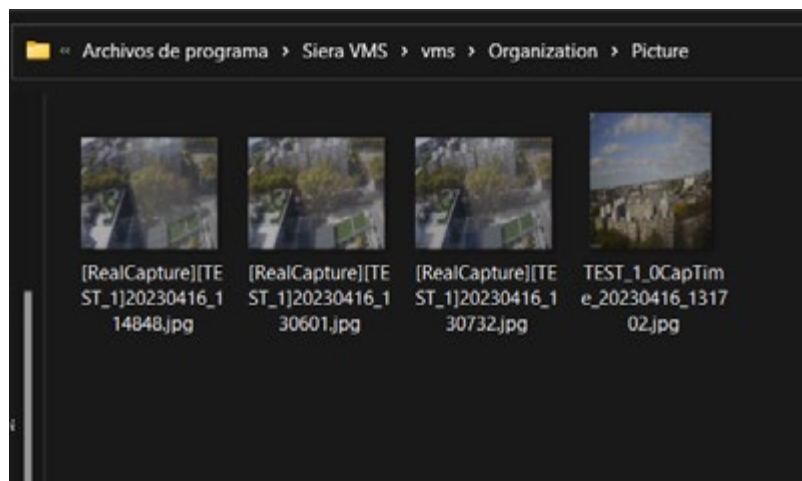 « Archivos de programa > Siera VMS > vms > Organization > Picture
[RealCapture][TE
ST_1]20230416_1
14848.jpg
[RealCapture][TE
ST_1]20230416_1
30601.jpg
[RealCapture][TE
ST_1]20230416_1
30732.jpg
TEST_1_0CapTim
e_20230416_1317
02.jpg